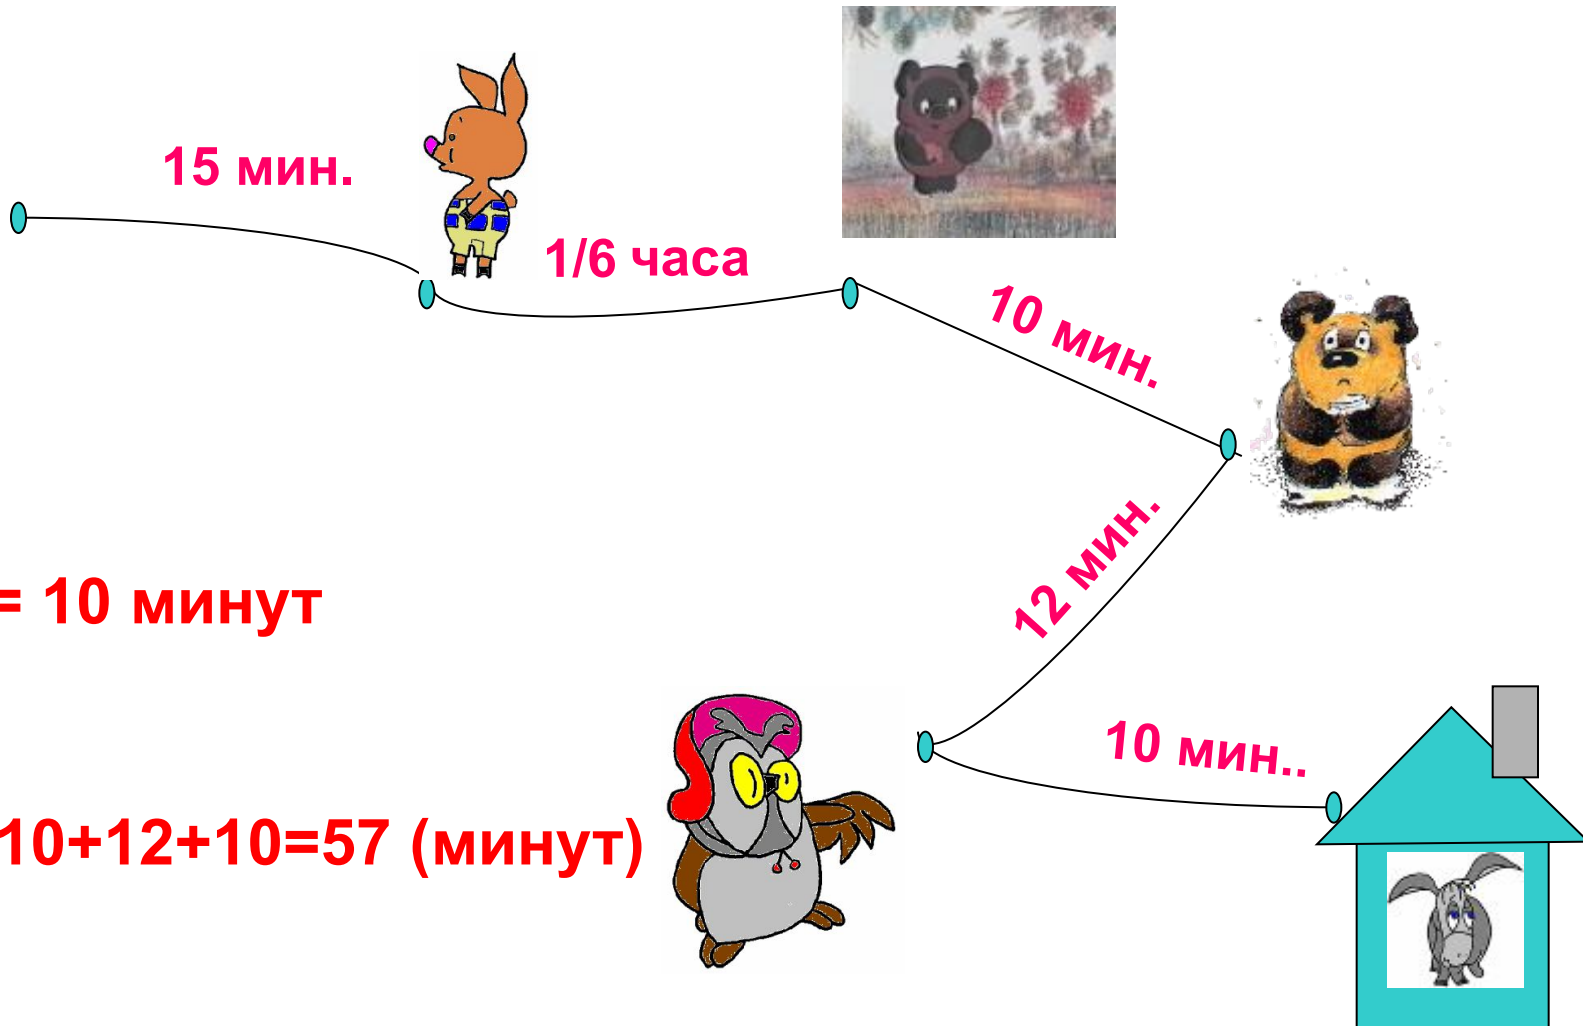 15 мин.
1/6 часа
10 мин.
12 мин.
= 10 минут
10 мин..
10+12+10=57 (минут)